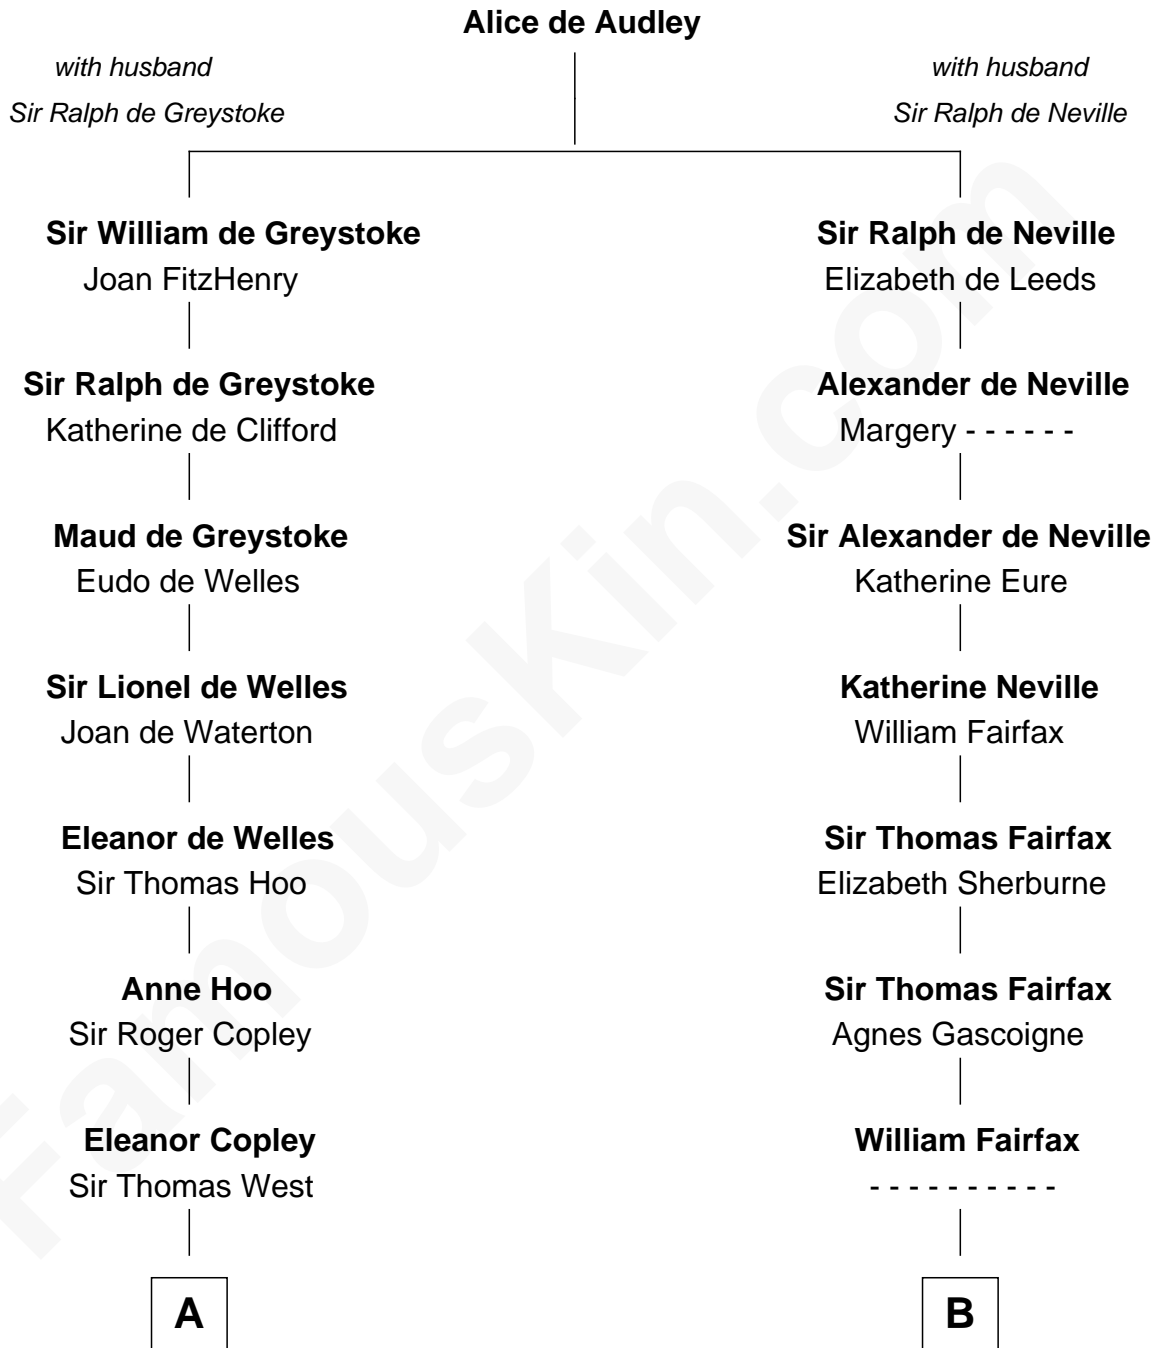 Alice de Audley
with husband
Sir Ralph de Greystoke
with husband
Sir Ralph de Neville
Sir William de Greystoke
Joan FitzHenry
Sir Ralph de Neville
Elizabeth de Leeds
Sir Ralph de Greystoke
Katherine de Clifford
Alexander de Neville
Margery - - - - - -
Maud de Greystoke
Eudo de Welles
Sir Alexander de Neville
Katherine Eure
Sir Lionel de Welles
Joan de Waterton
Katherine Neville
William Fairfax
Eleanor de Welles
Sir Thomas Hoo
Sir Thomas Fairfax
Elizabeth Sherburne
Anne Hoo
Sir Roger Copley
Sir Thomas Fairfax
Agnes Gascoigne
Eleanor Copley
Sir Thomas West
William Fairfax
- - - - - - - - - -
A
B
FamousKin.com